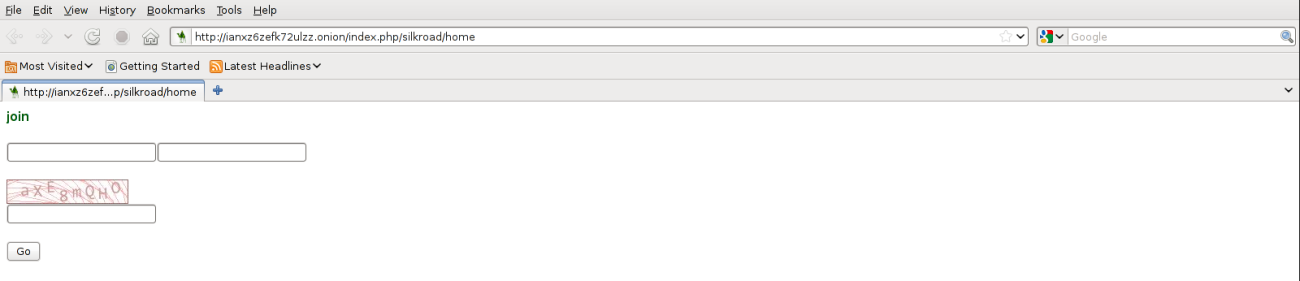 File Edit View History Bookmarks Tools Help
http://ianxz6zefk72ulzz.onion/index.php/silkroad/home Google
Most Visited Getting Started Latest Headlines
http://ianxz6zef...p/silkroad/home
join
aXE8mQHO
Go